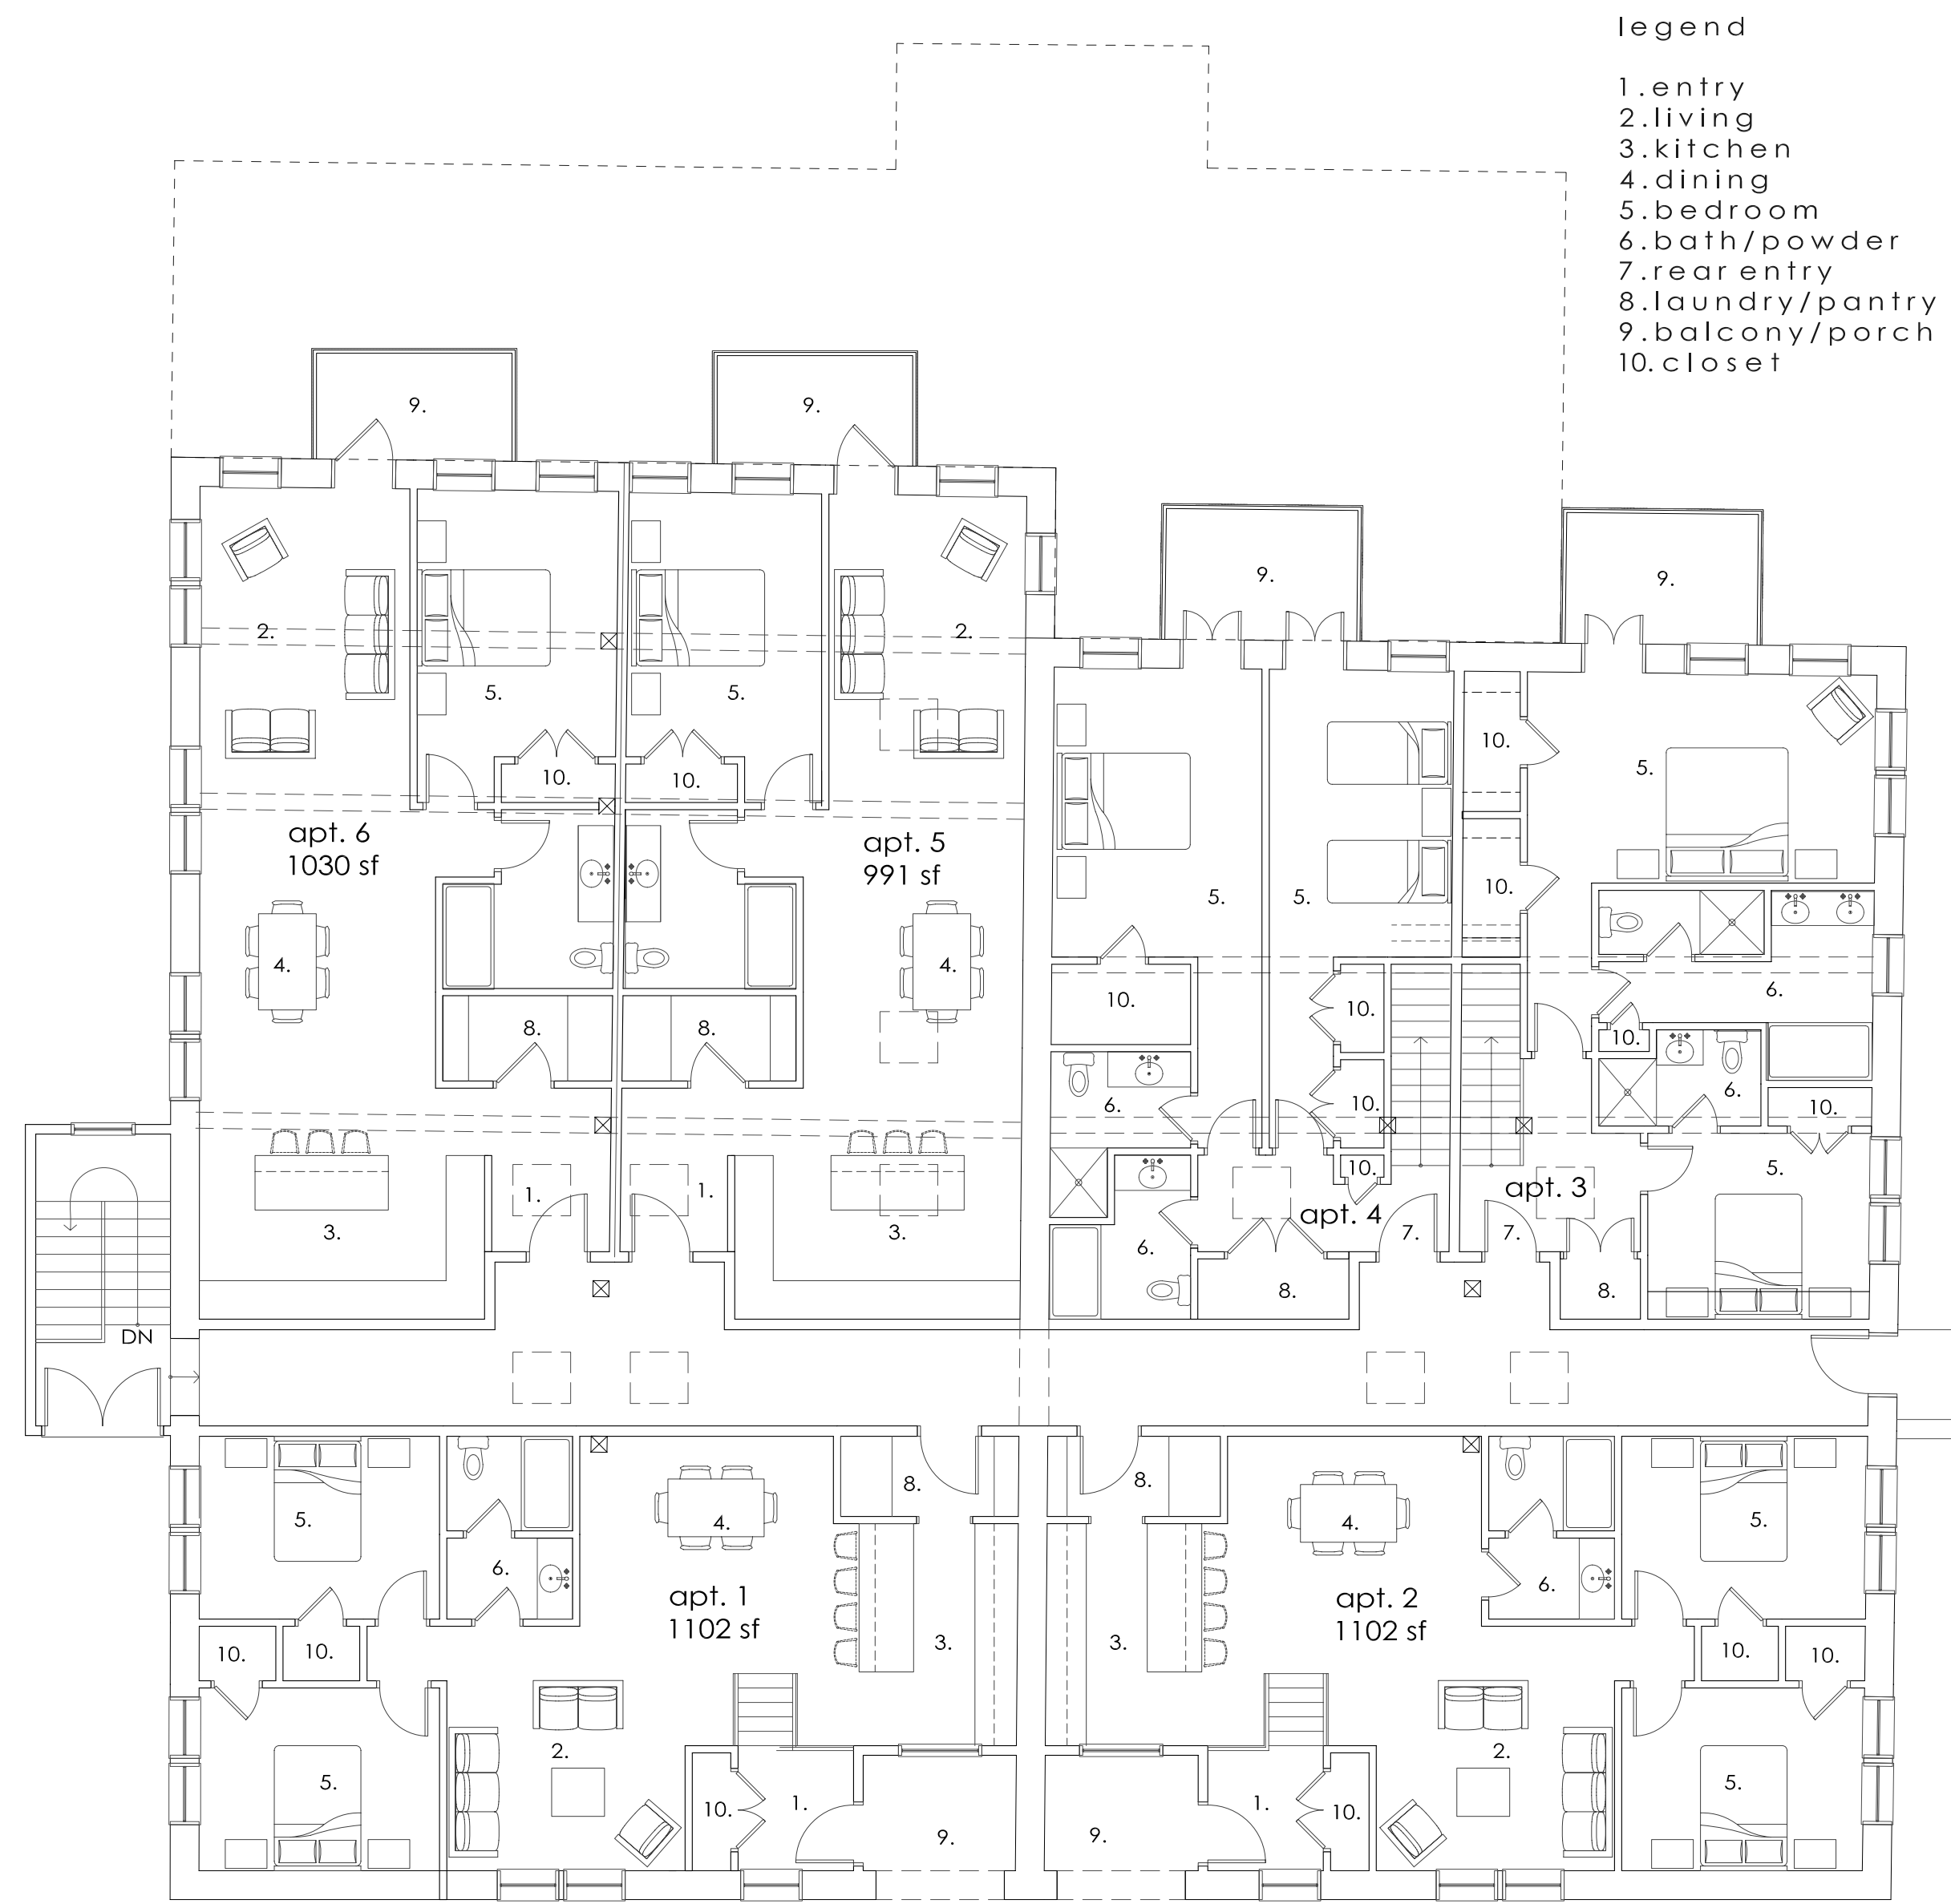 legend
1. entry
2. living
3. kitchen
4. dining
5. bedroom
6. bath/powder
7. rear entry
8. laundry/pantry
9. balcony/porch
10. closet
9.
9.
9.
9.
2.
2.
5.
5.
10.
10.
10.
5.
apt. 6
1030 sf
apt. 5
991 sf
5.
5.
10.
4.
4.
10.
10.
6.
8.
8.
10.
6.
6.
10.
10.
5.
1.
1.
10.
apt. 3
apt. 4
3.
3.
6.
7.
7.
8.
8.
DN
8.
8.
5.
4.
4.
5.
6.
6.
apt. 1
1102 sf
apt. 2
1102 sf
10.
10.
3.
3.
10.
10.
2.
2.
5.
5.
10.
1.
1.
10.
9.
9.